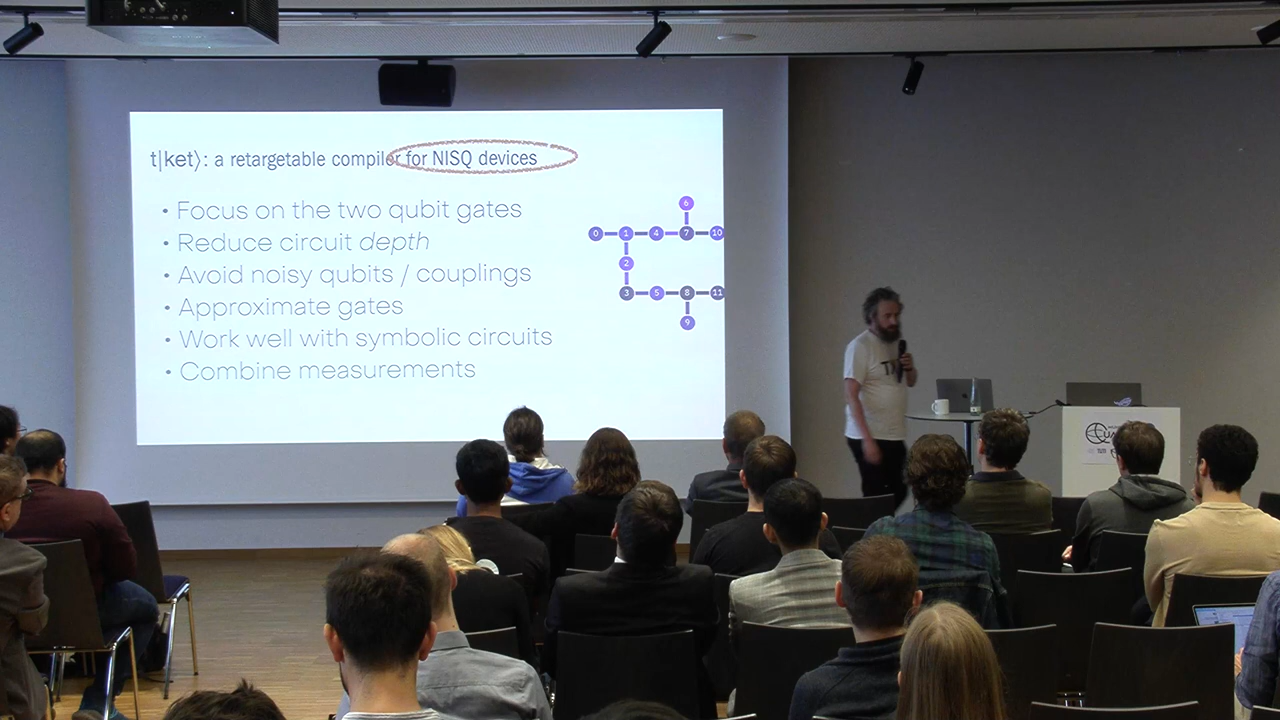 t|ket⟩: a retargetable compiler for NISQ devices
• Focus on the two qubit gates
• Reduce circuit depth
• Avoid noisy qubits / couplings
• Approximate gates
• Work well with symbolic circuits
• Combine measurements
6
0 1 4 7 10
2
3 5 8 11
9